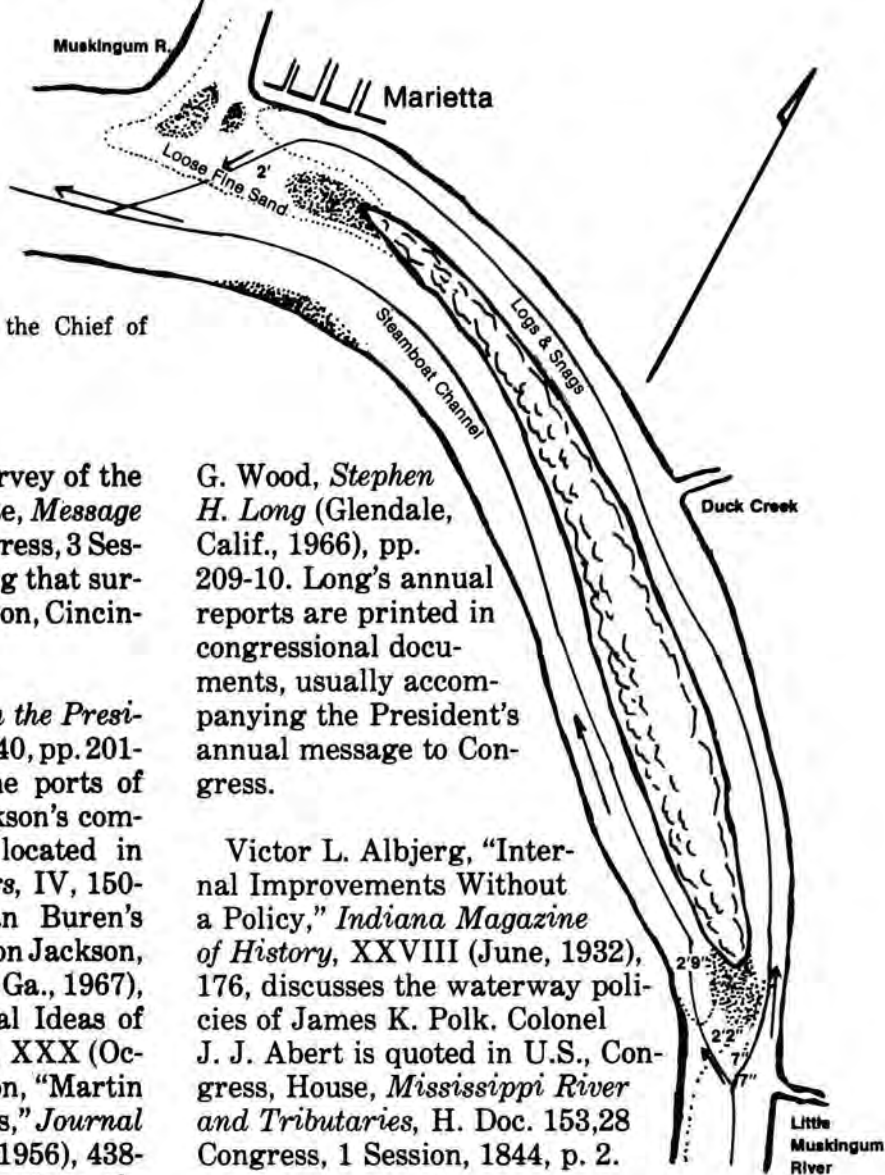 Muskingum R.
Marietta
Loose Fine Sand
2'
Steamboat Channel
Logs & Snags
Duck Creek
2'9"
2'2"
7"
7"
Little
Muskingum
River
the Chief of
rvey of the
e, Message
ress, 3 Ses-
g that sur-
on, Cincin-
the Presi-
40, pp. 201-
ne ports of
kson's com-
located in
rs, IV, 150-
an Buren's
on Jackson,
Ga., 1967),
al Ideas of
XXX (Oc-
on, "Martin
s," Journal
1956), 438-
G. Wood, Stephen
H. Long (Glendale,
Calif., 1966), pp.
209-10. Long's annual
reports are printed in
congressional docu-
ments, usually accom-
panying the President's
annual message to Con-
gress.
Victor L. Albjerg, "Inter-
nal Improvements Without
a Policy," Indiana Magazine
of History, XXVIII (June, 1932),
176, discusses the waterway poli-
cies of James K. Polk. Colonel
J. J. Abert is quoted in U.S., Con-
gress, House, Mississippi River
and Tributaries, H. Doc. 153,28
Congress, 1 Session, 1844, p. 2.